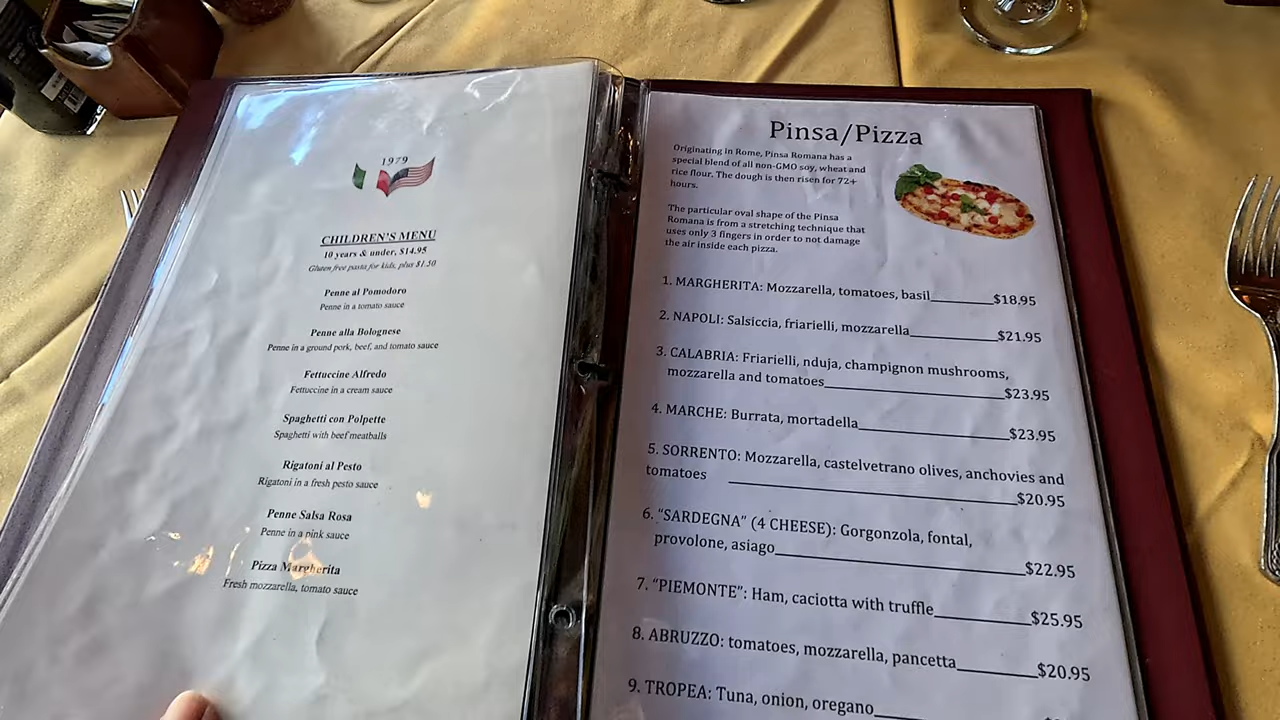 1979
CHILDREN'S MENU
10 years & under, $14.95
Gluten free pasta for kids, plus $1.50
Penne al Pomodoro
Penne in a tomato sauce
Penne alla Bolognese
Penne in a ground pork, beef, and tomato sauce
Fettuccine Alfredo
Fettuccine in a cream sauce
Spaghetti con Polpette
Spaghetti with beef meatballs
Rigatoni al Pesto
Rigatoni in a fresh pesto sauce
Penne Salsa Rosa
Penne in a pink sauce
Pizza Margherita
Fresh mozzarella, tomato sauce
Pinsa/Pizza
Originating in Rome, Pinsa Romana has a
special blend of all non-GMO soy, wheat and
rice flour. The dough is then risen for 72+
hours.
The particular oval shape of the Pinsa
Romana is from a stretching technique that
uses only 3 fingers in order to not damage
the air inside each pizza.
1. MARGHERITA: Mozzarella, tomatoes, basil $18.95
2. NAPOLI: Salsiccia, friarielli, mozzarella $21.95
3. CALABRIA: Friarielli, nduja, champignon mushrooms,
mozzarella and tomatoes $23.95
4. MARCHE: Burrata, mortadella $23.95
5. SORRENTO: Mozzarella, castelvetrano olives, anchovies and
tomatoes $20.95
6. "SARDEGNA" (4 CHEESE): Gorgonzola, fontal,
provolone, asiago $22.95
7. "PIEMONTE": Ham, caciotta with truffle $25.95
8. ABRUZZO: tomatoes, mozzarella, pancetta $20.95
9. TROPEA: Tuna, onion, oregano